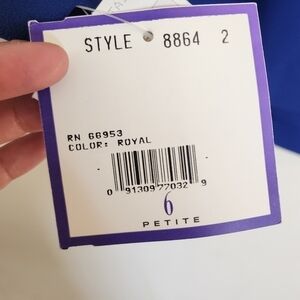 STYLE 8864 2
RN 66953
COLOR: ROYAL
0 91309 77032 9
6
PETITE